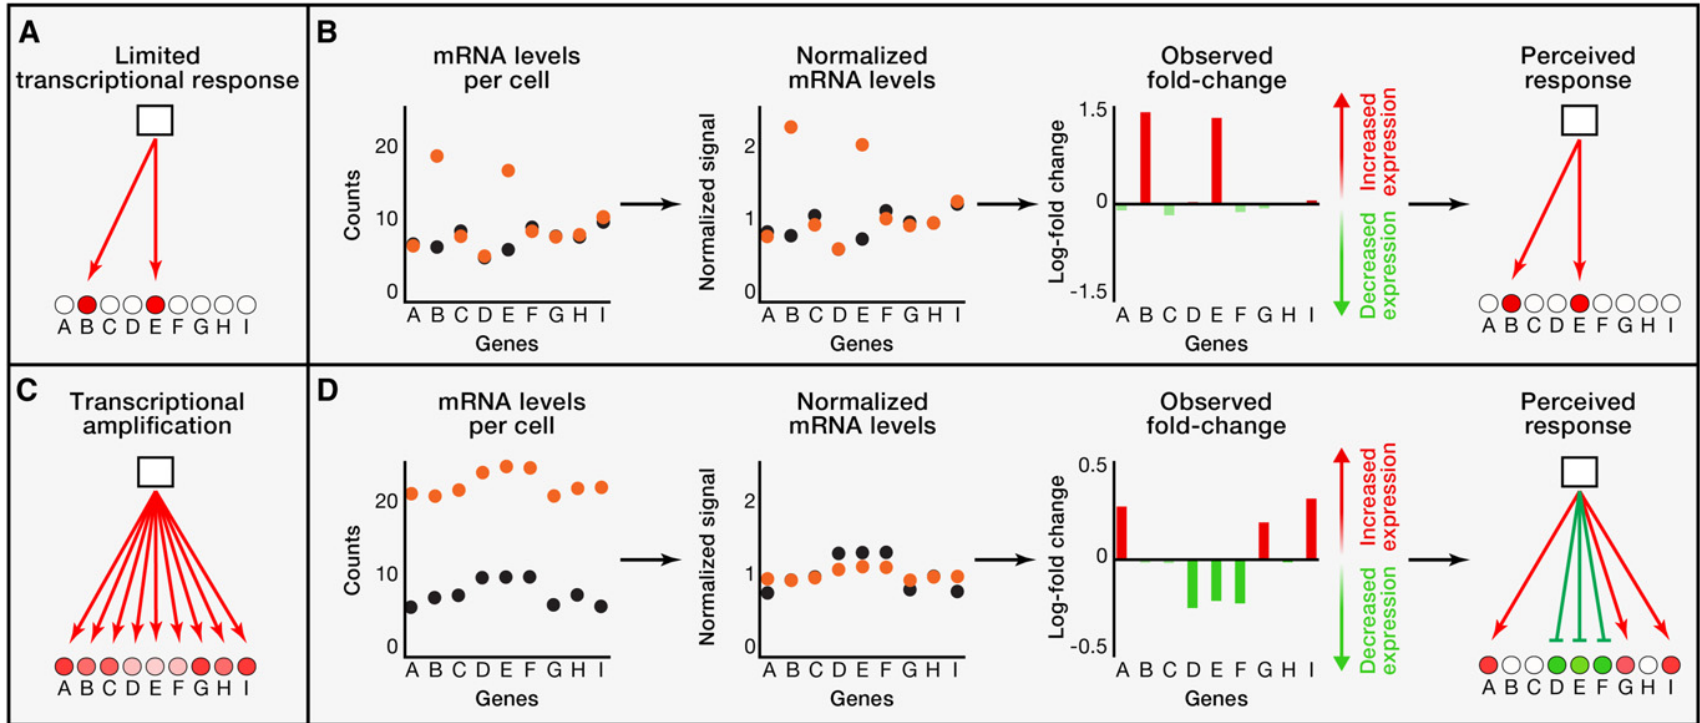 A
Limited
transcriptional response
A B C D E F G H I
B
mRNA levels
per cell
Counts
20
10
0
A B C D E F G H I
Genes
Normalized
mRNA levels
Normalized signal
2
1
0
A B C D E F G H I
Genes
Observed
fold-change
Log-fold change
1.5
0
-1.5
A B C D E F G H I
Genes
Increased
expression
Decreased
expression
Perceived
response
A B C D E F G H I
C
Transcriptional
amplification
A B C D E F G H I
D
mRNA levels
per cell
Counts
20
10
0
A B C D E F G H I
Genes
Normalized
mRNA levels
Normalized signal
2
1
0
A B C D E F G H I
Genes
Observed
fold-change
Log-fold change
0.5
0
-0.5
A B C D E F G H I
Genes
Increased
expression
Decreased
expression
Perceived
response
A B C D E F G H I